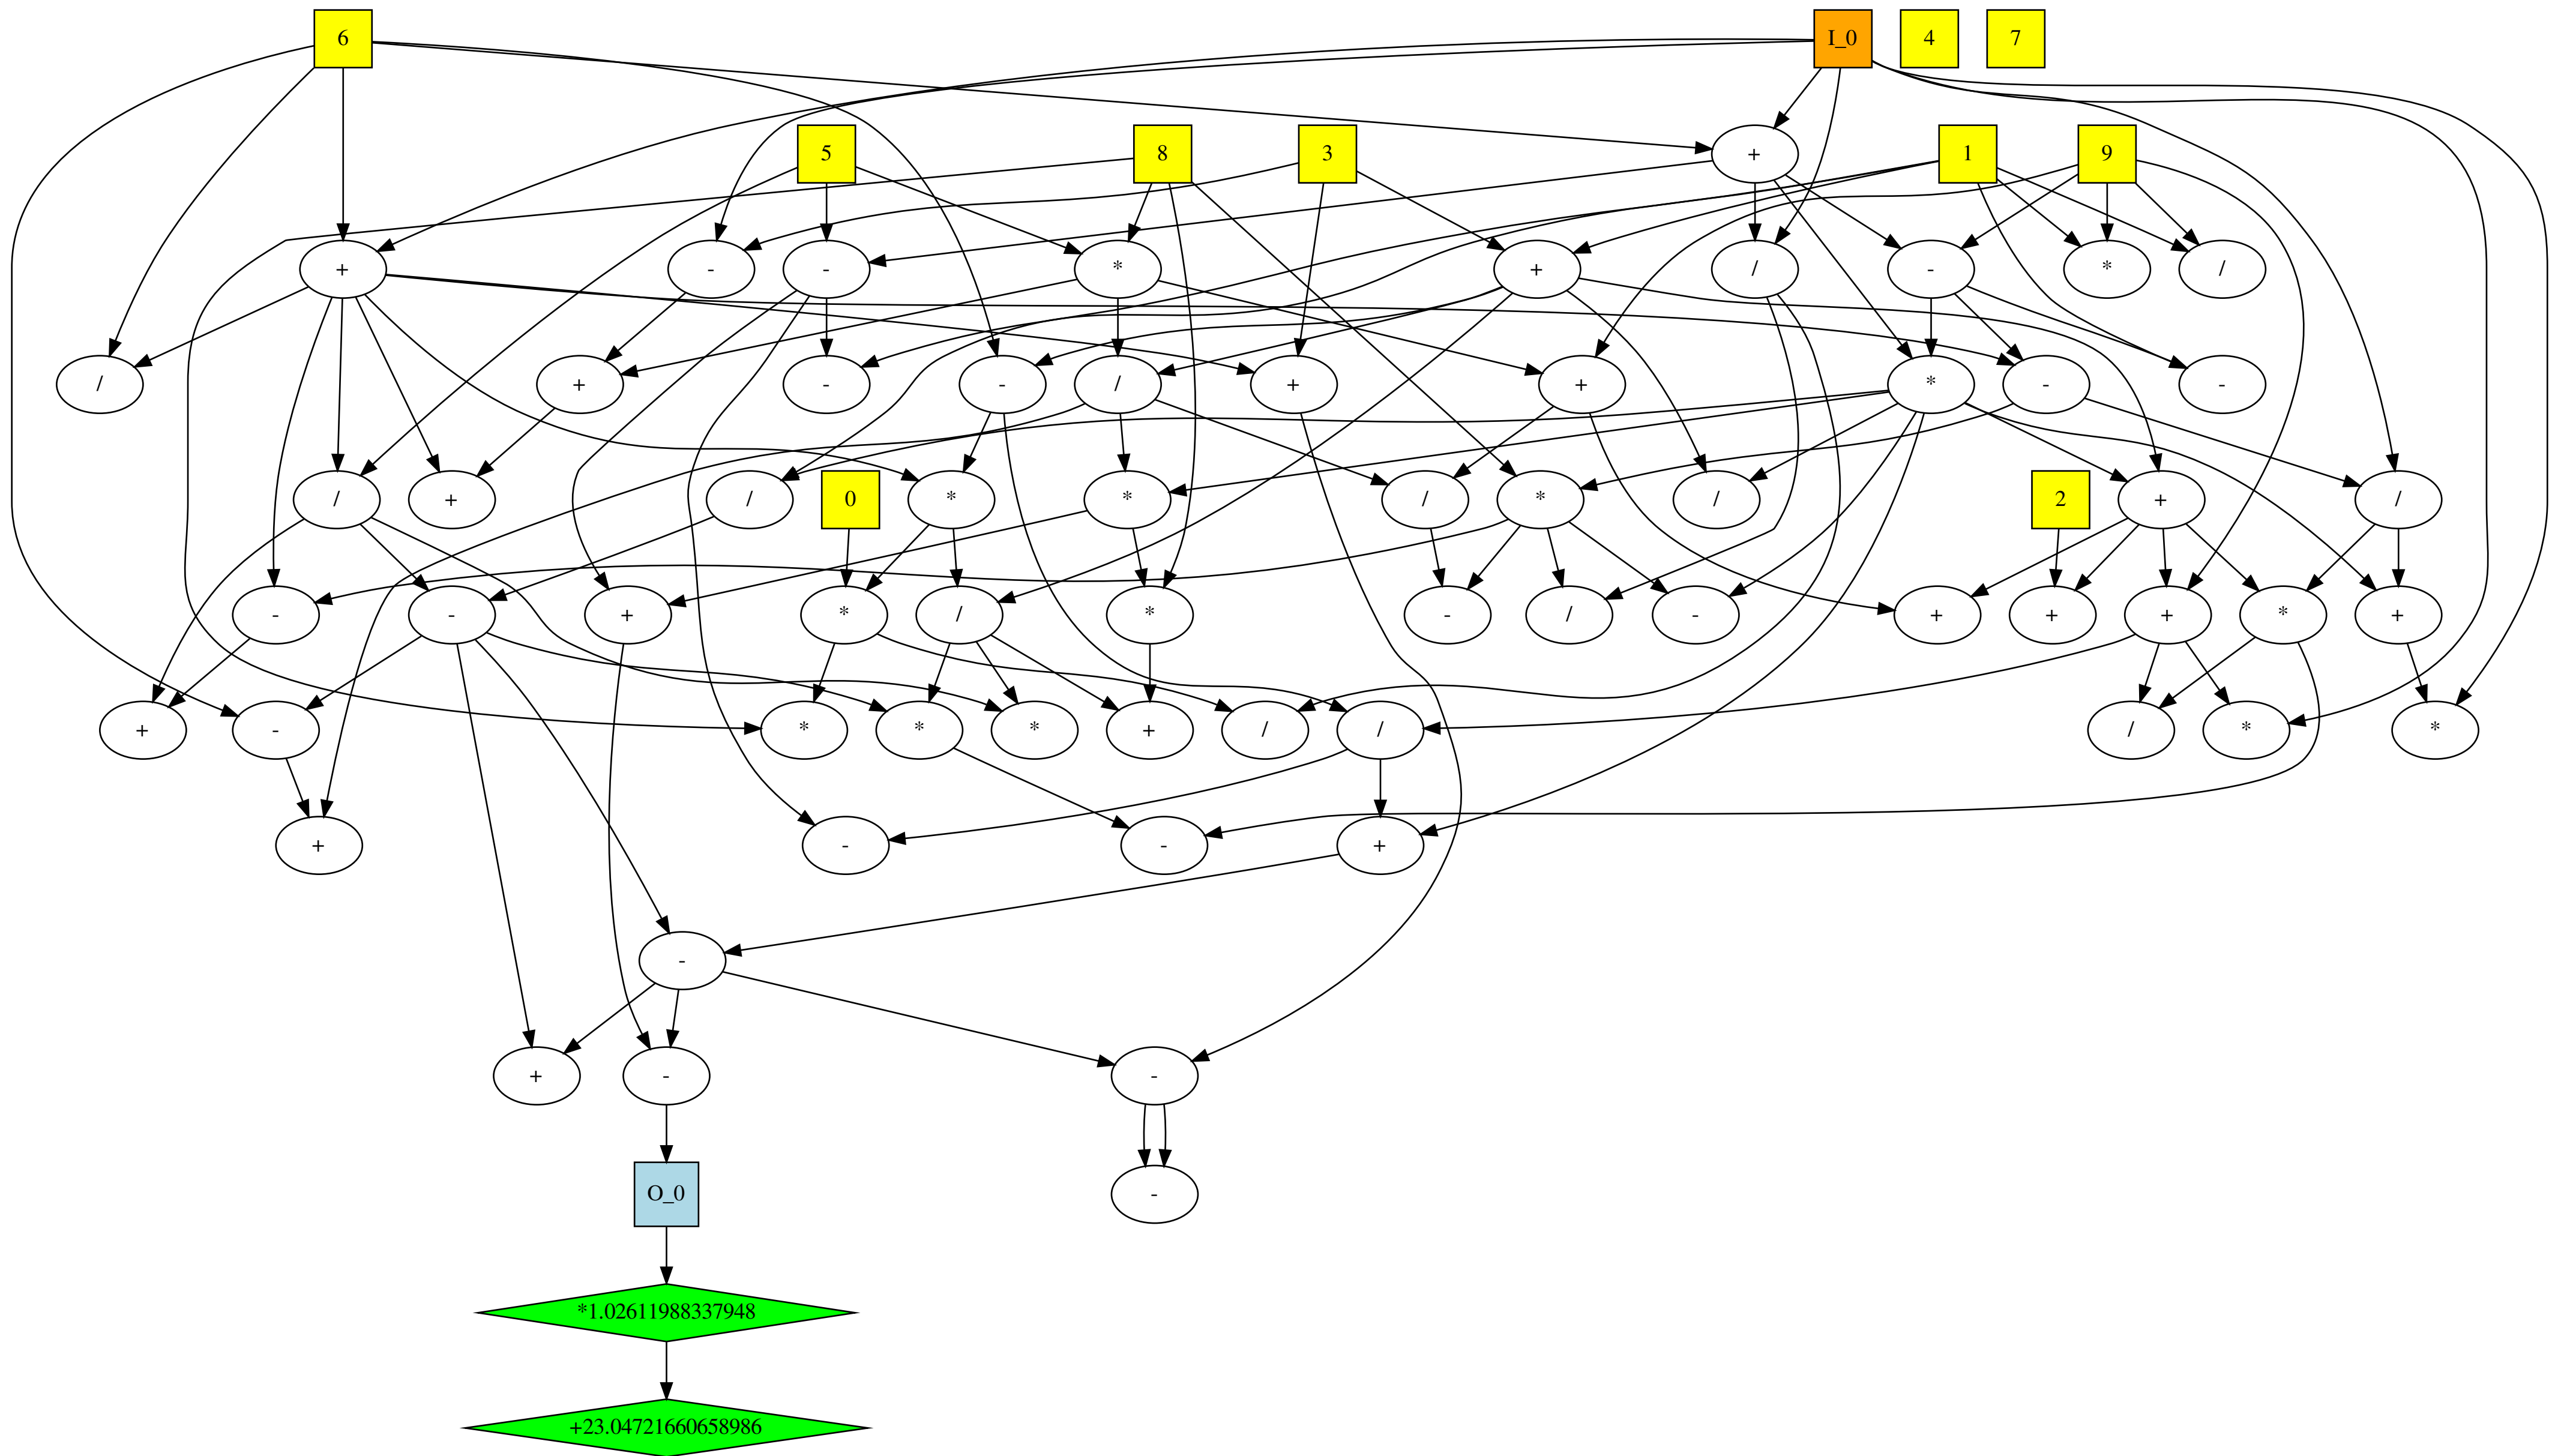 6 I_0 4 7
5 8 3 + 1 9
+ - - * + / - * /
/ + - - / + + * - -
/ + / 0 * * / * / 2 + /
- - + * / * - / - + + + * +
+ - * * * + / / / * *
+ - - +
-
+ - -
O_0 -
*1.02611988337948
+23.04721660658986